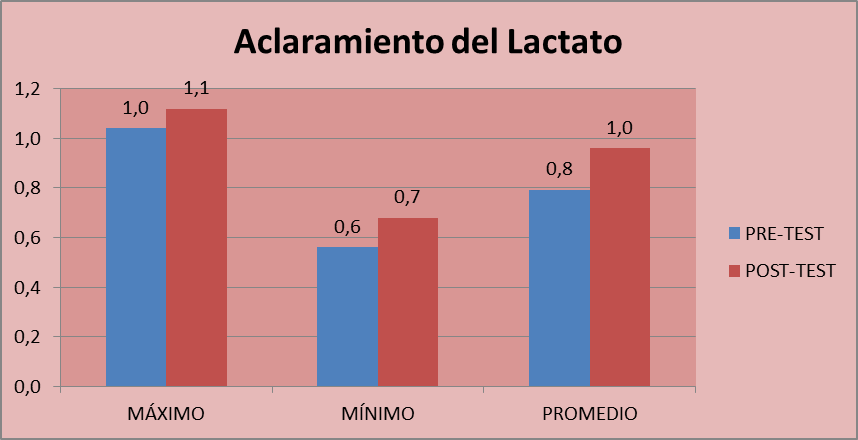 Aclaramiento del Lactato
1,2
1,0
0,8
0,6
0,4
0,2
0,0
1,0
1,1
0,6
0,7
0,8
1,0
MÁXIMO
MÍNIMO
PROMEDIO
PRE-TEST
POST-TEST